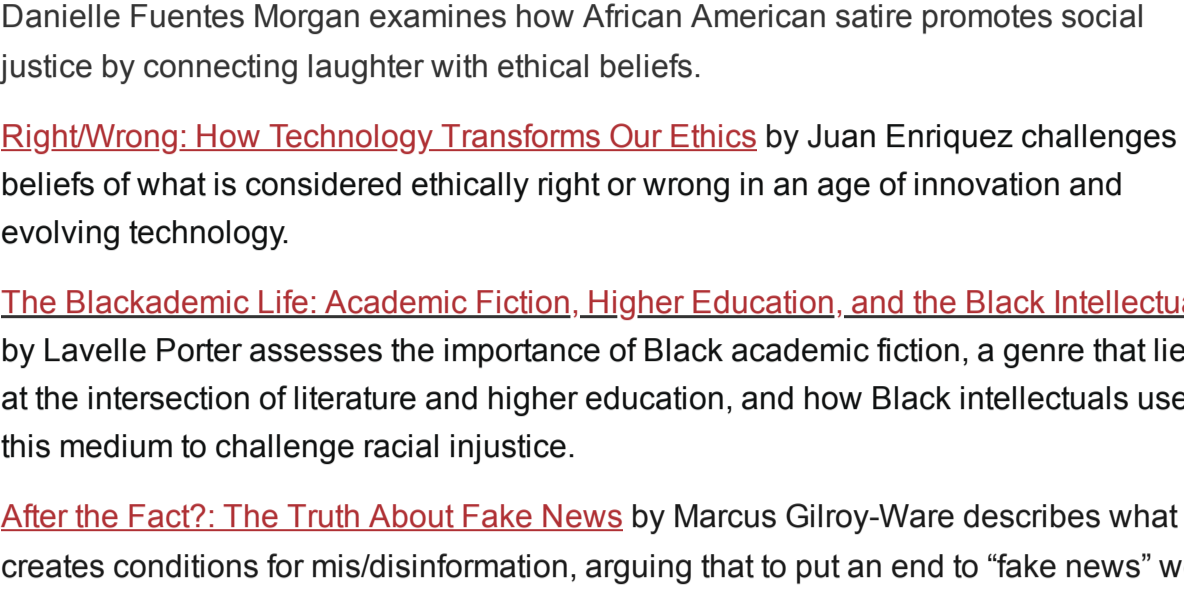 Danielle Fuentes Morgan examines how African American satire promotes social
justice by connecting laughter with ethical beliefs.
Right/Wrong: How Technology Transforms Our Ethics by Juan Enriquez challenges
beliefs of what is considered ethically right or wrong in an age of innovation and
evolving technology.
The Blackademic Life: Academic Fiction, Higher Education, and the Black
by Lavelle Porter assesses the importance of Black academic fiction, a genre that
at the intersection of literature and higher education, and how Black intellectuals use
this medium to challenge racial injustice.
After the Fact?: The Truth About Fake News by Marcus Gilroy-Ware describes what
creates conditions for mis/disinformation, arguing that to put an end to “fake news”